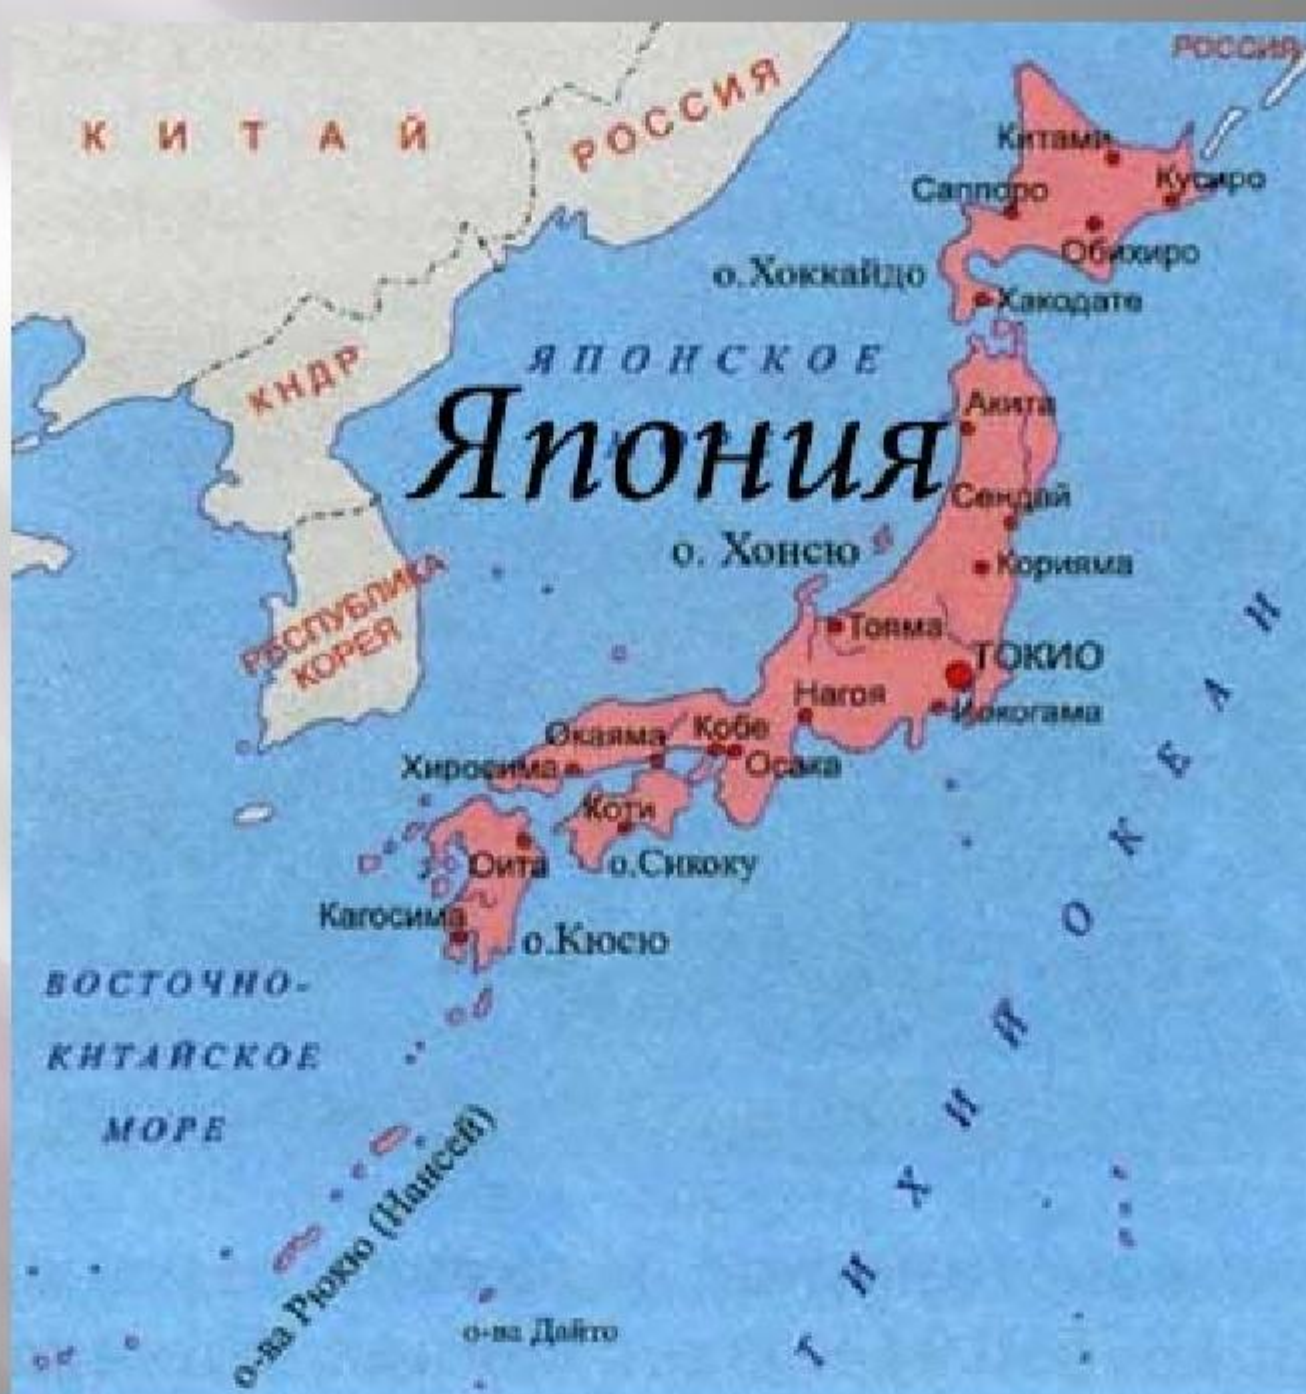 РОССИЯ
КИТАЙ
РОССИЯ
Китами
Саппоро
Кусиро
Обихиро
о.Хоккайдо
Хакодате
ЯПОНСКОЕ
КНДР
Япония
Акита
Сендай
о. Хонсю
Корияма
РЕСПУБЛИКА
КОРЕЯ
Тояма
ТОКИО
Нагоя
Иокогама
Окаяма
Кобе
Хиросима
Осака
Коти
Оита
о.Сикоку
Кагосима
о.Кюсю
ВОСТОЧНО-
КИТАЙСКОЕ
МОРЕ
ТИХИЙ ОКЕАН
о-ва Рюкю (Нансей)
о-ва Дайто